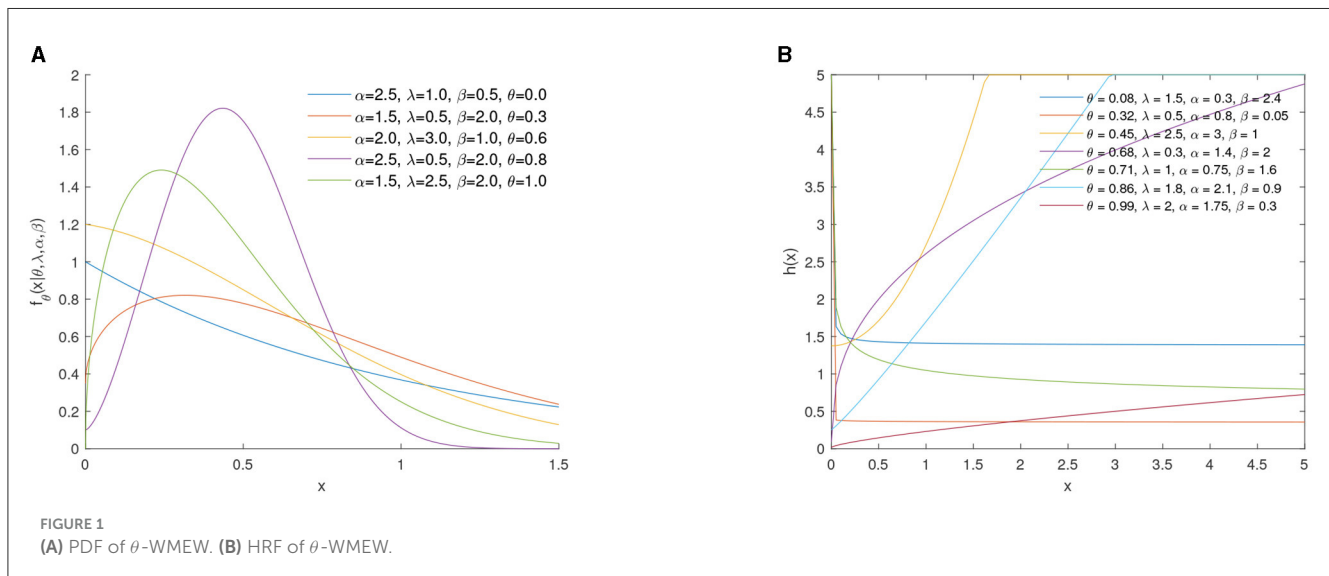 A
2
1.8
1.6
1.4
1.2
1
0.8
0.6
0.4
0.2
0
f_θ(x|θ,λ,α,β)
α=2.5, λ=1.0, β=0.5, θ=0.0
α=1.5, λ=0.5, β=2.0, θ=0.3
α=2.0, λ=3.0, β=1.0, θ=0.6
α=2.5, λ=0.5, β=2.0, θ=0.8
α=1.5, λ=2.5, β=2.0, θ=1.0
0 0.5 1 1.5
x
B
5
4.5
4
3.5
3
2.5
2
1.5
1
0.5
0
h(x)
θ = 0.08, λ = 1.5, α = 0.3, β = 2.4
θ = 0.32, λ = 0.5, α = 0.8, β = 0.05
θ = 0.45, λ = 2.5, α = 3, β = 1
θ = 0.68, λ = 0.3, α = 1.4, β = 2
θ = 0.71, λ = 1, α = 0.75, β = 1.6
θ = 0.86, λ = 1.8, α = 2.1, β = 0.9
θ = 0.99, λ = 2, α = 1.75, β = 0.3
0 0.5 1 1.5 2 2.5 3 3.5 4 4.5 5
x
FIGURE 1
(A) PDF of θ-WMEW. (B) HRF of θ-WMEW.